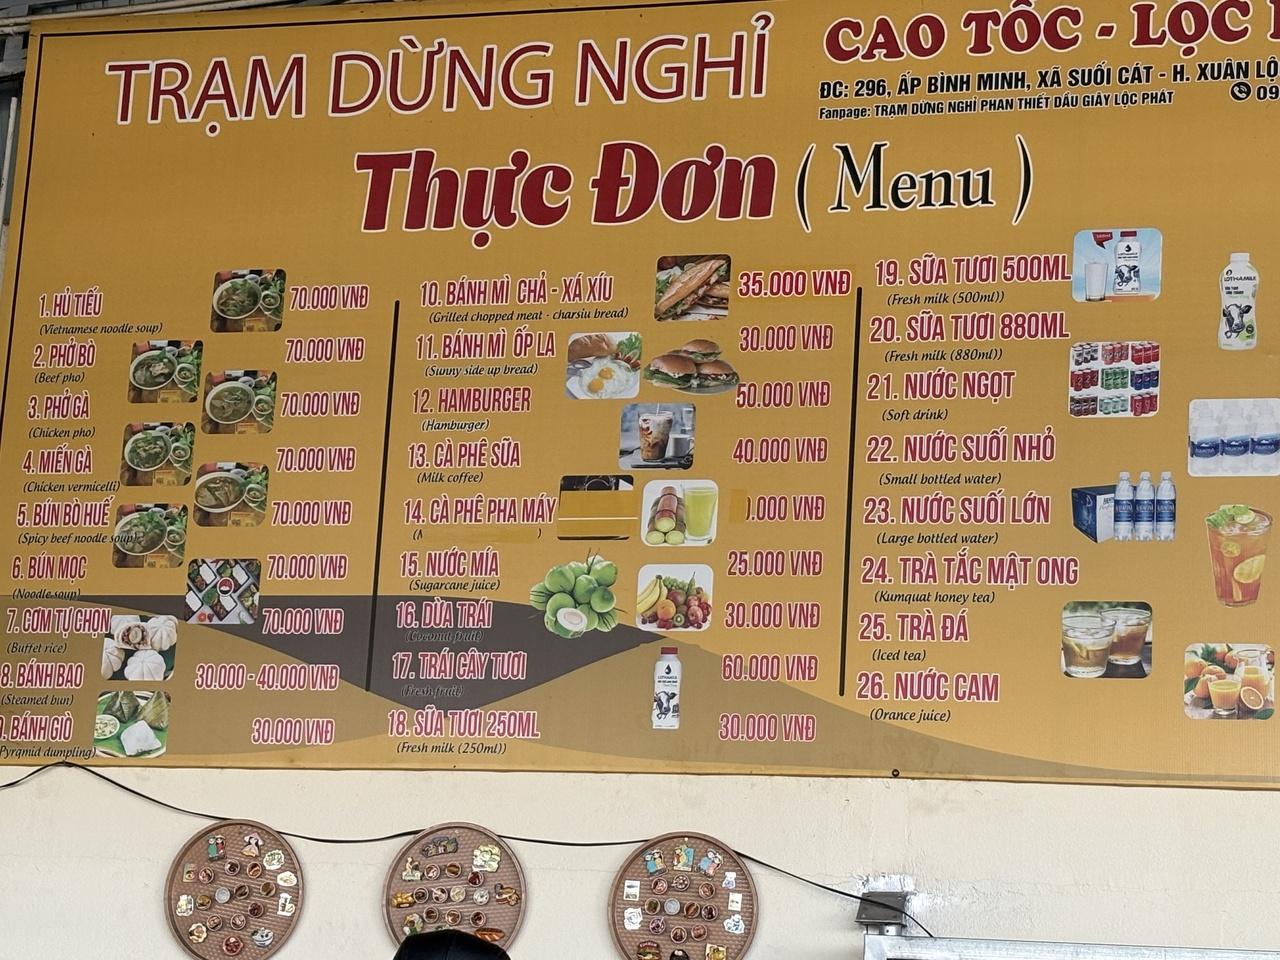 TRẠM DỪNG NGHỈ
CAO TỐC - LỘC
ĐC: 296, ẤP BÌNH MINH, XÃ SUỐI CÁT - H. XUÂN LỘ
Fanpage: TRẠM DỪNG NGHỈ PHAN THIẾT DẦU GIÂY LỘC PHÁT
09
Thực Đơn ( Menu )
1. HỦ TIẾU 70.000 VNĐ
(Vietnamese noodle soup)
2. PHỞ BÒ 70.000 VNĐ
(Beef pho)
3. PHỞ GÀ 70.000 VNĐ
(Chicken pho)
4. MIẾN GÀ 70.000 VNĐ
(Chicken vermicelli)
5. BÚN BÒ HUẾ 70.000 VNĐ
(Spicy beef noodle soup)
6. BÚN MỌC 70.000 VNĐ
(Noodle soup)
7. CƠM TỰ CHỌN 70.000 VNĐ
(Buffet rice)
8. BÁNH BAO 30.000 - 40.000 VNĐ
(Steamed bun)
. BÁNH GIÒ 30.000 VNĐ
Pyramid dumpling)
10. BÁNH MÌ CHẢ - XÁ XÍU 35.000 VNĐ
(Grilled chopped meat - charsiu bread)
11. BÁNH MÌ ỐP LA 30.000 VNĐ
(Sunny side up bread)
12. HAMBURGER 50.000 VNĐ
(Hamburger)
13. CÀ PHÊ SỮA 40.000 VNĐ
(Milk coffee)
14. CÀ PHÊ PHA MÁY .000 VNĐ
15. NƯỚC MÍA 25.000 VNĐ
(Sugarcane juice)
16. DỪA TRÁI 30.000 VNĐ
(Coconut fruit)
17. TRÁI CÂY TƯƠI 60.000 VNĐ
(Fresh fruit)
18. SỮA TƯƠI 250ML 30.000 VNĐ
(Fresh milk (250ml))
19. SỮA TƯƠI 500ML
(Fresh milk (500ml))
20. SỮA TƯƠI 880ML
(Fresh milk (880ml))
21. NƯỚC NGỌT
(Soft drink)
22. NƯỚC SUỐI NHỎ
(Small bottled water)
23. NƯỚC SUỐI LỚN
(Large bottled water)
24. TRÀ TẮC MẬT ONG
(Kumquat honey tea)
25. TRÀ ĐÁ
(Iced tea)
26. NƯỚC CAM
(Orance juice)
LOTHAMILK
LOTHAMILK